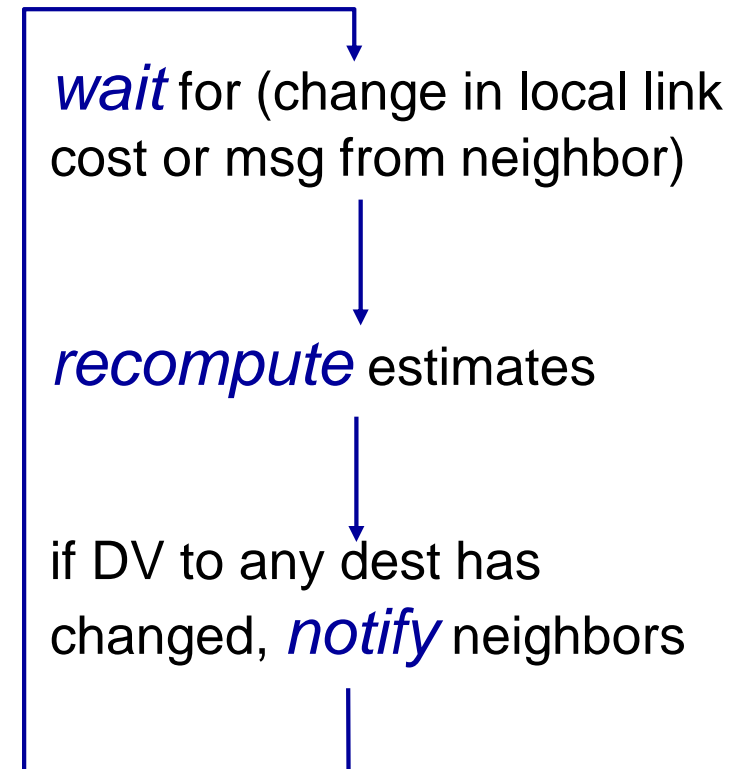 wait for (change in local link
cost or msg from neighbor)
recompute estimates
if DV to any dest has
changed, notify neighbors